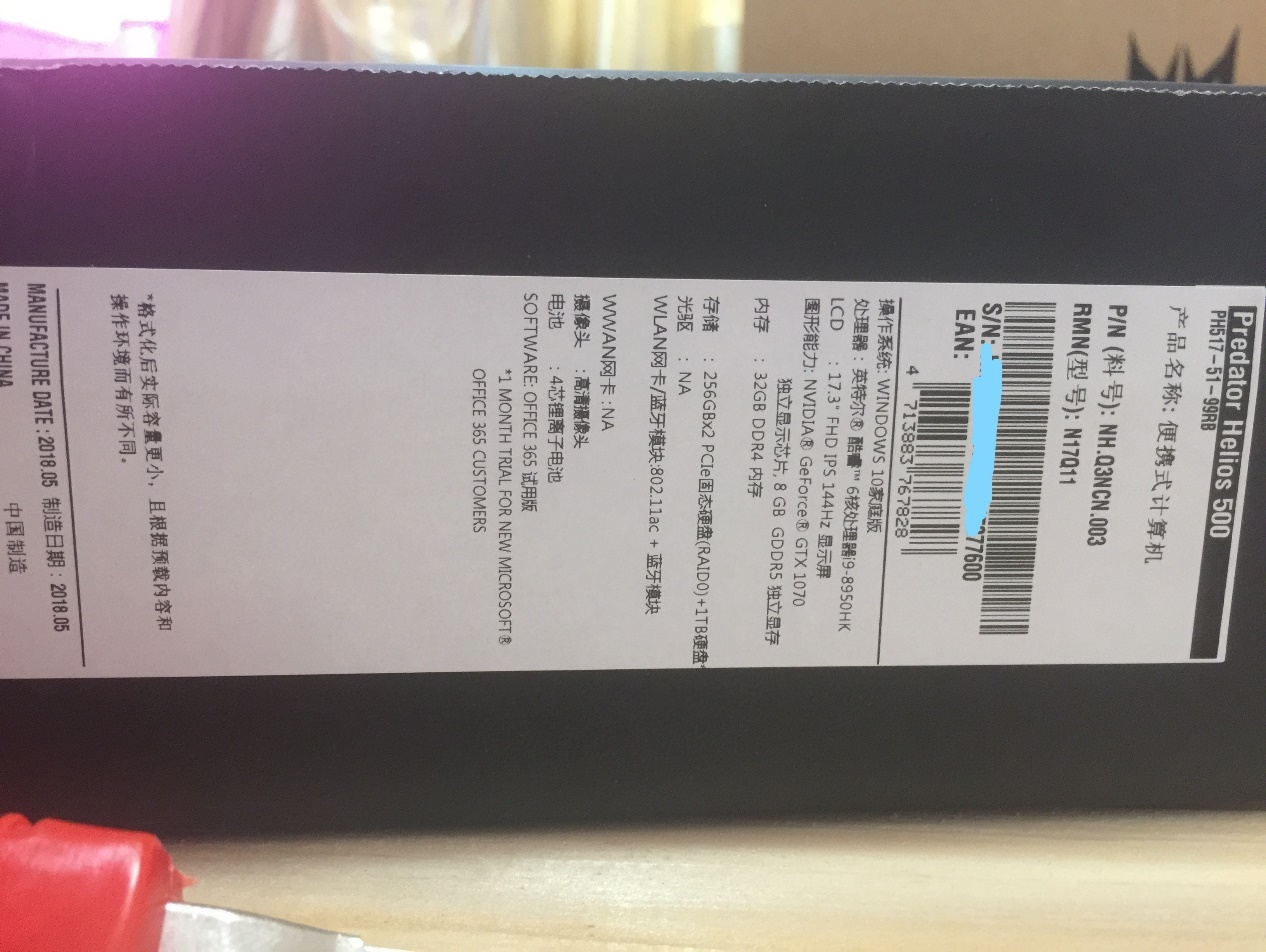 Predator Helios 500
PH517-51-99RB
产品名称: 便携式计算机
P/N (料号): NH.Q3NCN.003
RMN(型号): N17Q11
S/N:
77600
EAN:
4 713883 767828
操作系统: WINDOWS 10家庭版
处理器: 英特尔® 酷睿™ 6核处理器i9-8950HK
LCD : 17.3" FHD IPS 144Hz 显示屏
图形能力: NVIDIA® GeForce® GTX 1070
独立显示芯片, 8 GB GDDR5 独立显存
内存 : 32GB DDR4 内存
存储 : 256GBx2 PCIe固态硬盘(RAID0)+1TB硬盘*
光驱 : NA
WLAN网卡/蓝牙模块:802.11ac + 蓝牙模块
WWAN网卡 :NA
摄像头 :高清摄像头
电池 : 4芯锂离子电池
SOFTWARE: OFFICE 365 试用版
*1 MONTH TRIAL FOR NEW MICROSOFT®
OFFICE 365 CUSTOMERS
*格式化后实际容量更小，且根据预载内容和
操作环境而有所不同。
MANUFACTURE DATE : 2018.05 制造日期 : 2018.05
MADE IN CHINA 中国制造